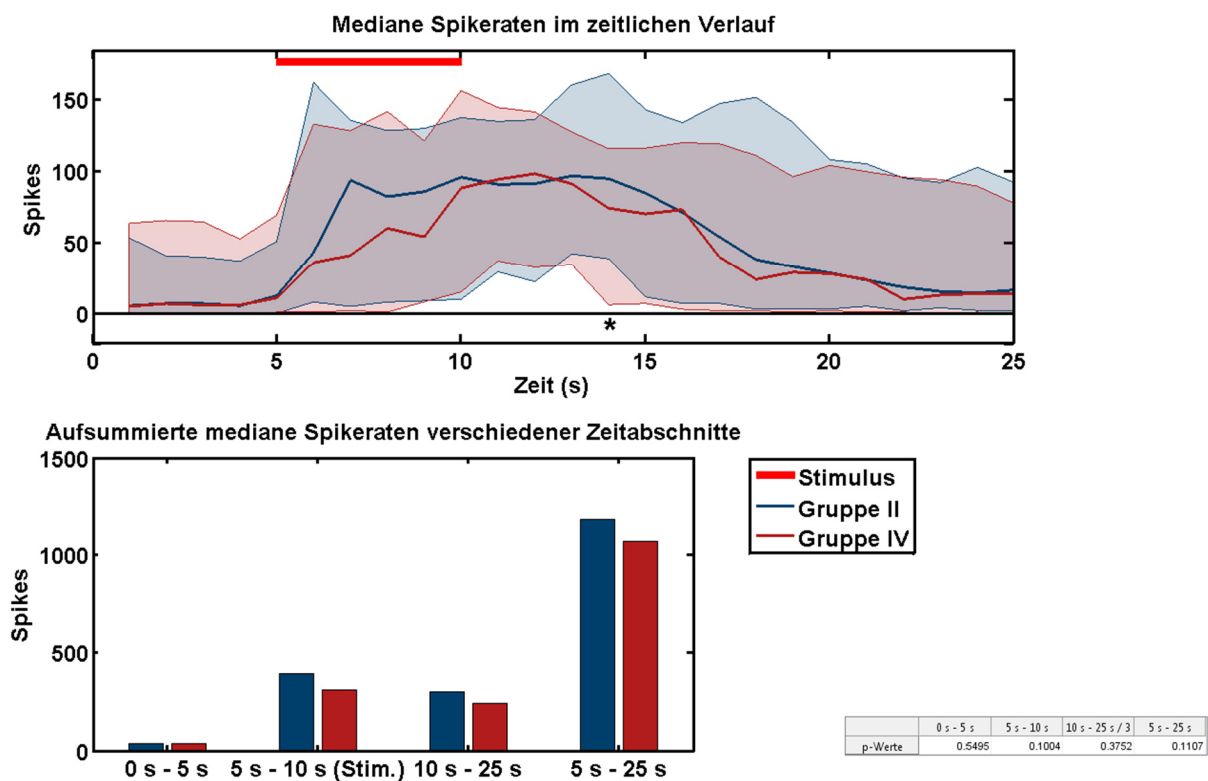 Mediane Spikeraten im zeitlichen Verlauf
150
100
50
0
Spikes
*
0 5 10 15 20 25
Zeit (s)
Aufsummierte mediane Spikeraten verschiedener Zeitabschnitte
1500
1000
500
0
Spikes
0 s - 5 s 5 s - 10 s (Stim.) 10 s - 25 s 5 s - 25 s
Stimulus
Gruppe II
Gruppe IV
0 s - 5 s 5 s - 10 s 10 s - 25 s / 3 5 s - 25 s
p-Werte 0.5495 0.1004 0.3752 0.1107